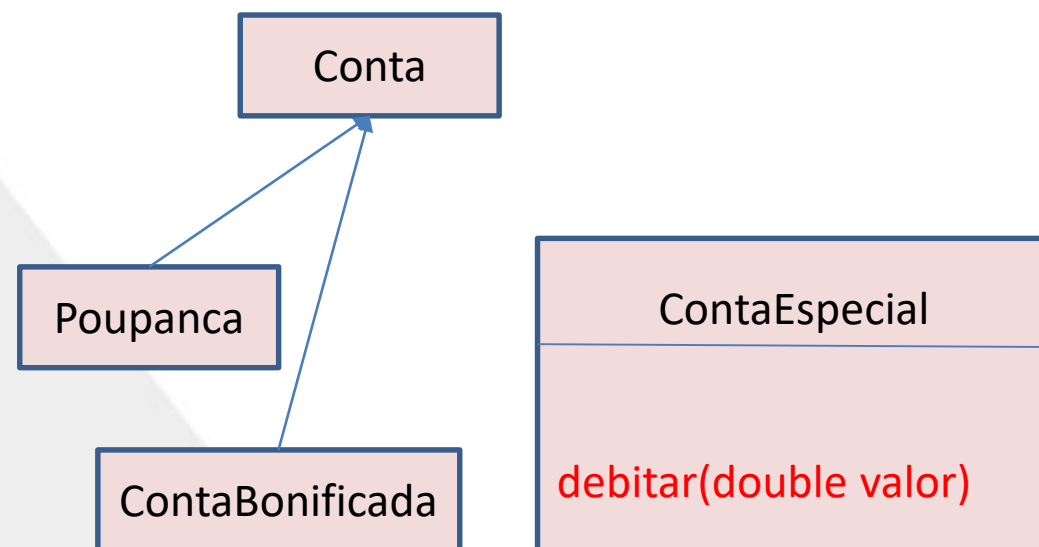 Conta
Poupanca
ContaEspecial
ContaBonificada
debitar(double valor)